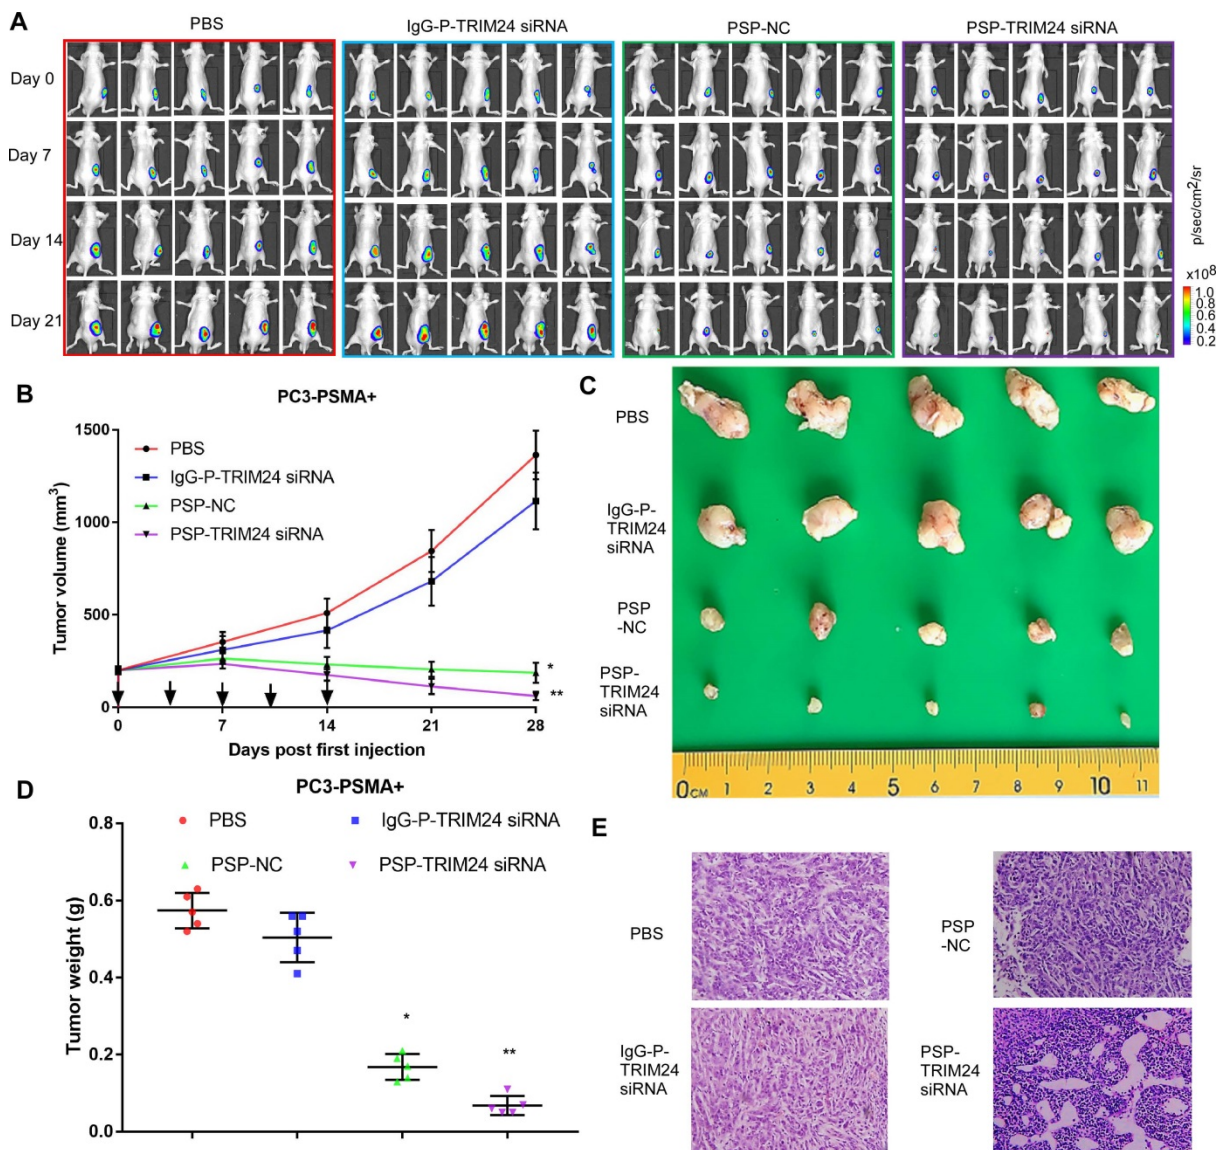 A
PBS
IgG-P-TRIM24 siRNA
PSP-NC
PSP-TRIM24 siRNA
Day 0
Day 7
Day 14
Day 21
p/sec/cm2/sr
x10⁸
1.0
0.8
0.6
0.4
0.2
B
PC3-PSMA+
1500
1000
500
0
Tumor volume (mm³)
PBS
IgG-P-TRIM24 siRNA
PSP-NC
PSP-TRIM24 siRNA
*
**
0 7 14 21 28
Days post first injection
C
PBS
IgG-P-
TRIM24
siRNA
PSP
-NC
PSP-
TRIM24
siRNA
0CM 1 2 3 4 5 6 7 8 9 10 11
D
PC3-PSMA+
PBS
IgG-P-TRIM24 siRNA
PSP-NC
PSP-TRIM24 siRNA
0.8
0.6
0.4
0.2
0.0
Tumor weight (g)
*
**
E
PBS
PSP
-NC
IgG-P-
TRIM24
siRNA
PSP-
TRIM24
siRNA